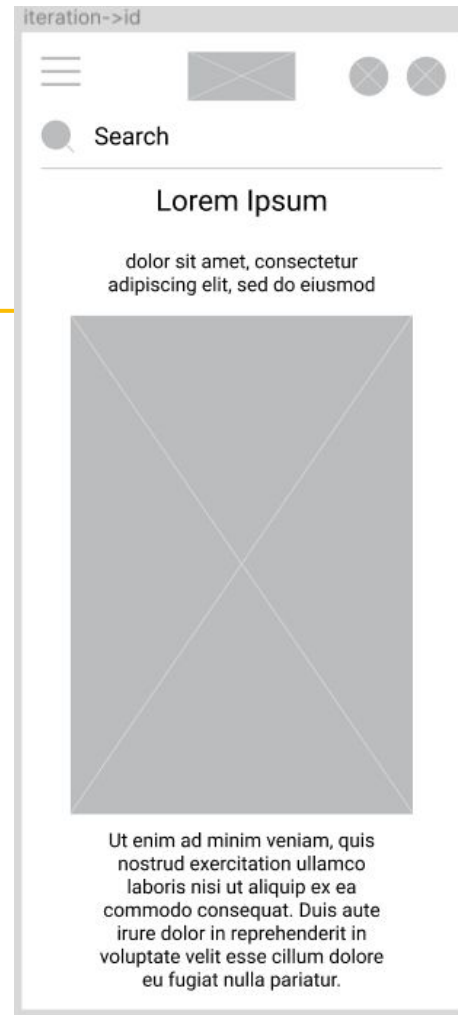 iteration->id
Search
Lorem Ipsum
dolor sit amet, consectetur
adipiscing elit, sed do eiusmod
Ut enim ad minim veniam, quis
nostrud exercitation ullamco
laboris nisi ut aliquip ex ea
commodo consequat. Duis aute
irure dolor in reprehenderit in
voluptate velit esse cillum dolore
eu fugiat nulla pariatur.